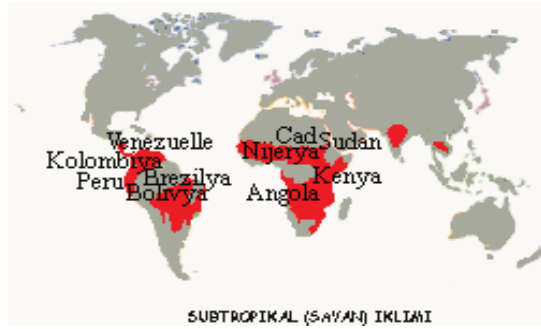 Venezuelle
Cad Sudan
Nijerya
Kolombiya
Peru
Brezilya
Kenya
Bolivya
Angola
SUBTROPIKAL (SAVAN) IKLIMI